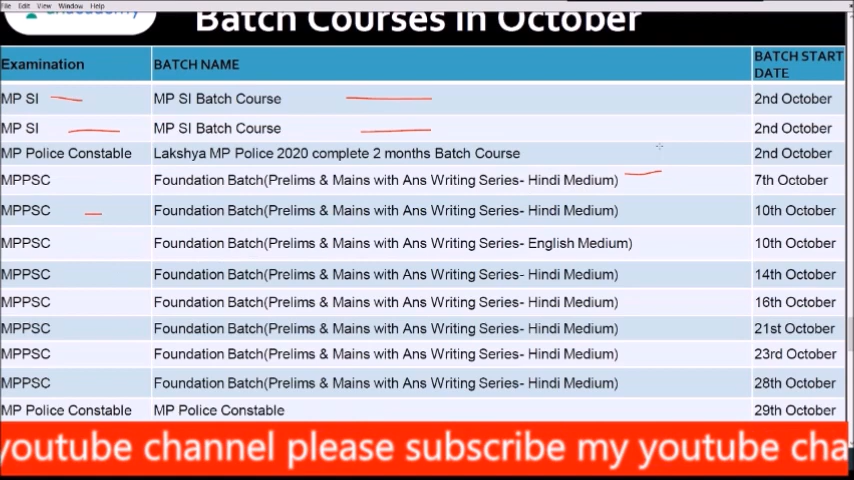 File Edit View Window Help
Batch Courses in October
Examination BATCH NAME BATCH START DATE
MP SI MP SI Batch Course 2nd October
MP SI MP SI Batch Course 2nd October
MP Police Constable Lakshya MP Police 2020 complete 2 months Batch Course 2nd October
MPPSC Foundation Batch(Prelims & Mains with Ans Writing Series- Hindi Medium) 7th October
MPPSC Foundation Batch(Prelims & Mains with Ans Writing Series- Hindi Medium) 10th October
MPPSC Foundation Batch(Prelims & Mains with Ans Writing Series- English Medium) 10th October
MPPSC Foundation Batch(Prelims & Mains with Ans Writing Series- Hindi Medium) 14th October
MPPSC Foundation Batch(Prelims & Mains with Ans Writing Series- Hindi Medium) 16th October
MPPSC Foundation Batch(Prelims & Mains with Ans Writing Series- Hindi Medium) 21st October
MPPSC Foundation Batch(Prelims & Mains with Ans Writing Series- Hindi Medium) 23rd October
MPPSC Foundation Batch(Prelims & Mains with Ans Writing Series- Hindi Medium) 28th October
MP Police Constable MP Police Constable 29th October
youtube channel please subscribe my youtube cha